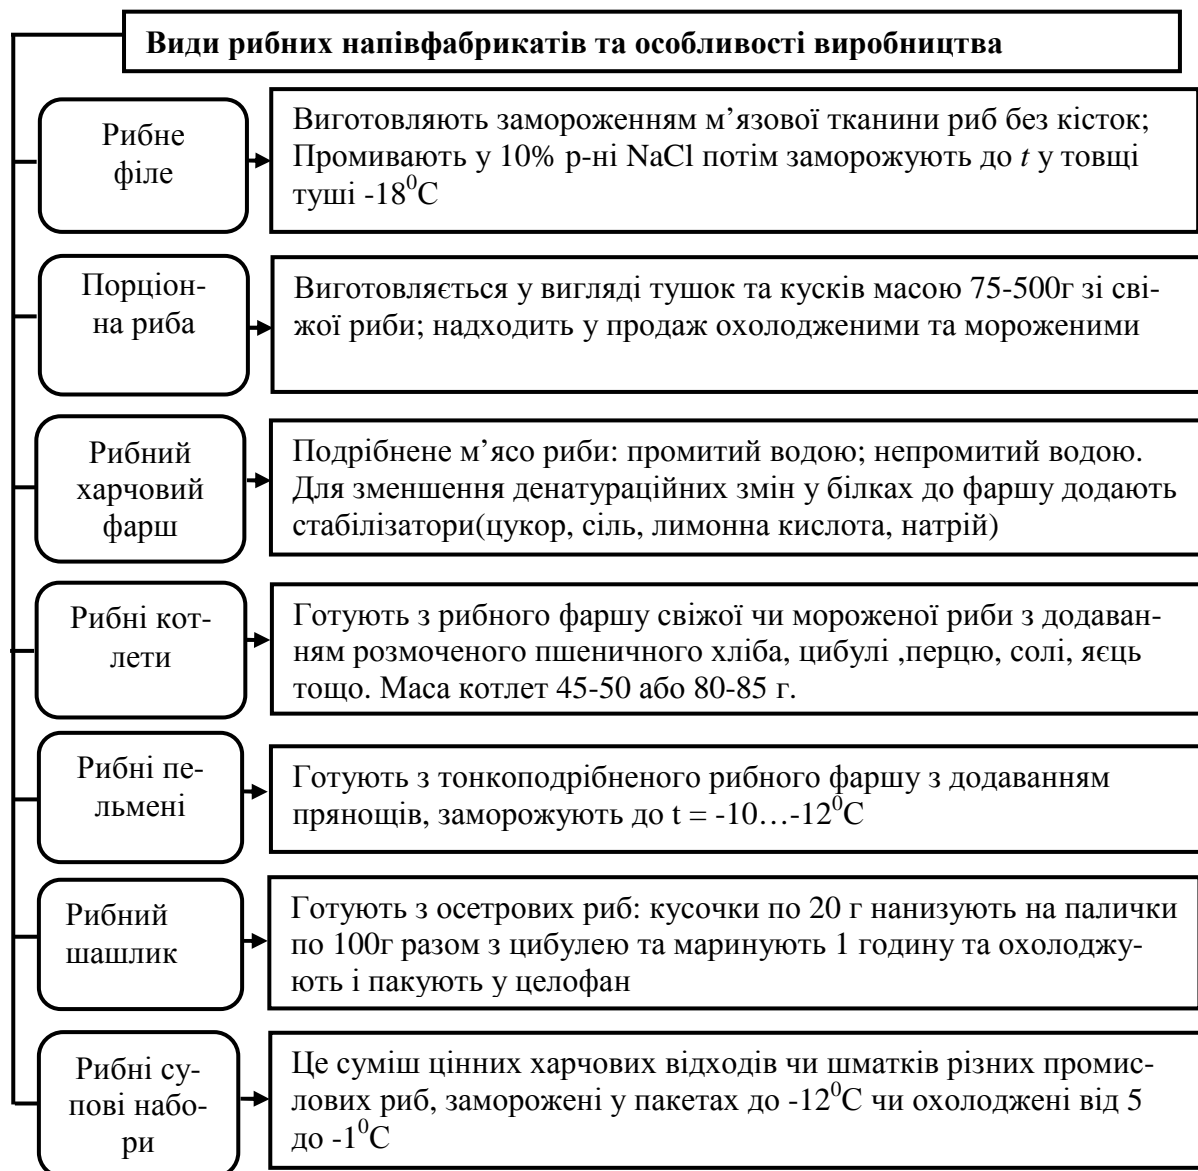 Види рибних напівфабрикатів та особливості виробництва
Рибне
філе
Виготовляють замороженням м’язової тканини риб без кісток;
Промивають у 10% р-ні NaCl потім заморожують до t у товщі
туші -18⁰С
Порціон-
на риба
Виготовляється у вигляді тушок та кусків масою 75-500г зі сві-
жої риби; надходить у продаж охолодженими та мороженими
Рибний
харчовий
фарш
Подрібнене м’ясо риби: промитий водою; непромитий водою.
Для зменшення денатураційних змін у білках до фаршу додають
стабілізатори(цукор, сіль, лимонна кислота, натрій)
Рибні кот-
лети
Готують з рибного фаршу свіжої чи мороженої риби з додаван-
ням розмоченого пшеничного хліба, цибулі ,перцю, солі, яєць
тощо. Маса котлет 45-50 або 80-85 г.
Рибні пе-
льмені
Готують з тонкоподрібненого рибного фаршу з додаванням
прянощів, заморожують до t = -10…-12⁰С
Рибний
шашлик
Готують з осетрових риб: кусочки по 20 г нанизують на палички
по 100г разом з цибулею та маринують 1 годину та охолоджу-
ють і пакують у целофан
Рибні су-
пові набо-
ри
Це суміш цінних харчових відходів чи шматків різних промис-
лових риб, заморожені у пакетах до -12⁰С чи охолоджені від 5
до -1⁰С